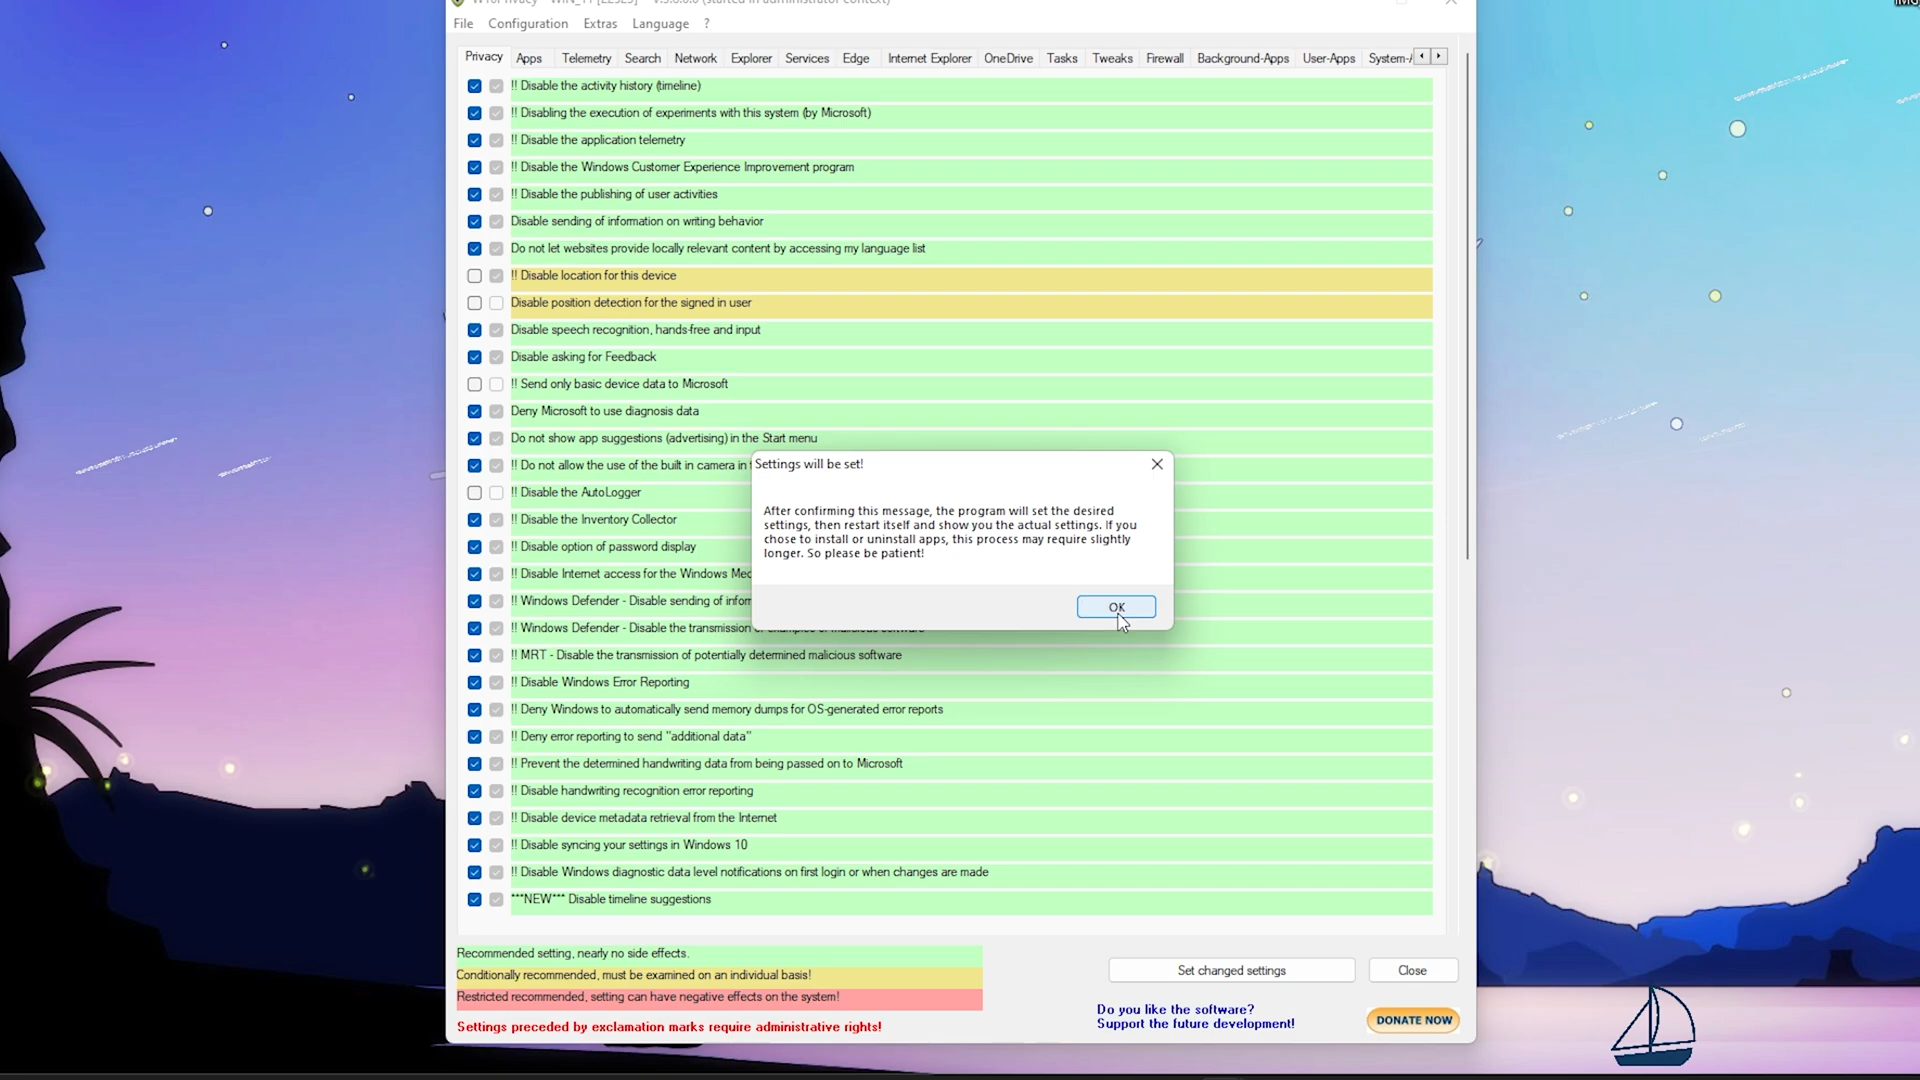 WIN_11 (started in administrator context)
File Configuration Extras Language ?
Privacy Apps Telemetry Search Network Explorer Services Edge Internet Explorer OneDrive Tasks Tweaks Firewall Background-Apps User-Apps System-
!! Disable the activity history (timeline)
!! Disabling the execution of experiments with this system (by Microsoft)
!! Disable the application telemetry
!! Disable the Windows Customer Experience Improvement program
!! Disable the publishing of user activities
Disable sending of information on writing behavior
Do not let websites provide locally relevant content by accessing my language list
!! Disable location for this device
Disable position detection for the signed in user
Disable speech recognition, hands-free and input
Disable asking for Feedback
!! Send only basic device data to Microsoft
Deny Microsoft to use diagnosis data
Do not show app suggestions (advertising) in the Start menu
!! Do not allow the use of the built in camera in
!! Disable the AutoLogger
!! Disable the Inventory Collector
!! Disable option of password display
!! Disable Internet access for the Windows Med
!! Windows Defender - Disable sending of infor
!! Windows Defender - Disable the transmission
!! MRT - Disable the transmission of potentially determined malicious software
!! Disable Windows Error Reporting
!! Deny Windows to automatically send memory dumps for OS-generated error reports
!! Deny error reporting to send "additional data"
!! Prevent the determined handwriting data from being passed on to Microsoft
!! Disable handwriting recognition error reporting
!! Disable device metadata retrieval from the Internet
!! Disable syncing your settings in Windows 10
!! Disable Windows diagnostic data level notifications on first login or when changes are made
***NEW*** Disable timeline suggestions
Settings will be set!
After confirming this message, the program will set the desired
settings, then restart itself and show you the actual settings. If you
chose to install or uninstall apps, this process may require slightly
longer. So please be patient!
OK
Recommended setting, nearly no side effects.
Conditionally recommended, must be examined on an individual basis!
Restricted recommended, setting can have negative effects on the system!
Settings preceded by exclamation marks require administrative rights!
Set changed settings Close
Do you like the software?
Support the future development!
DONATE NOW